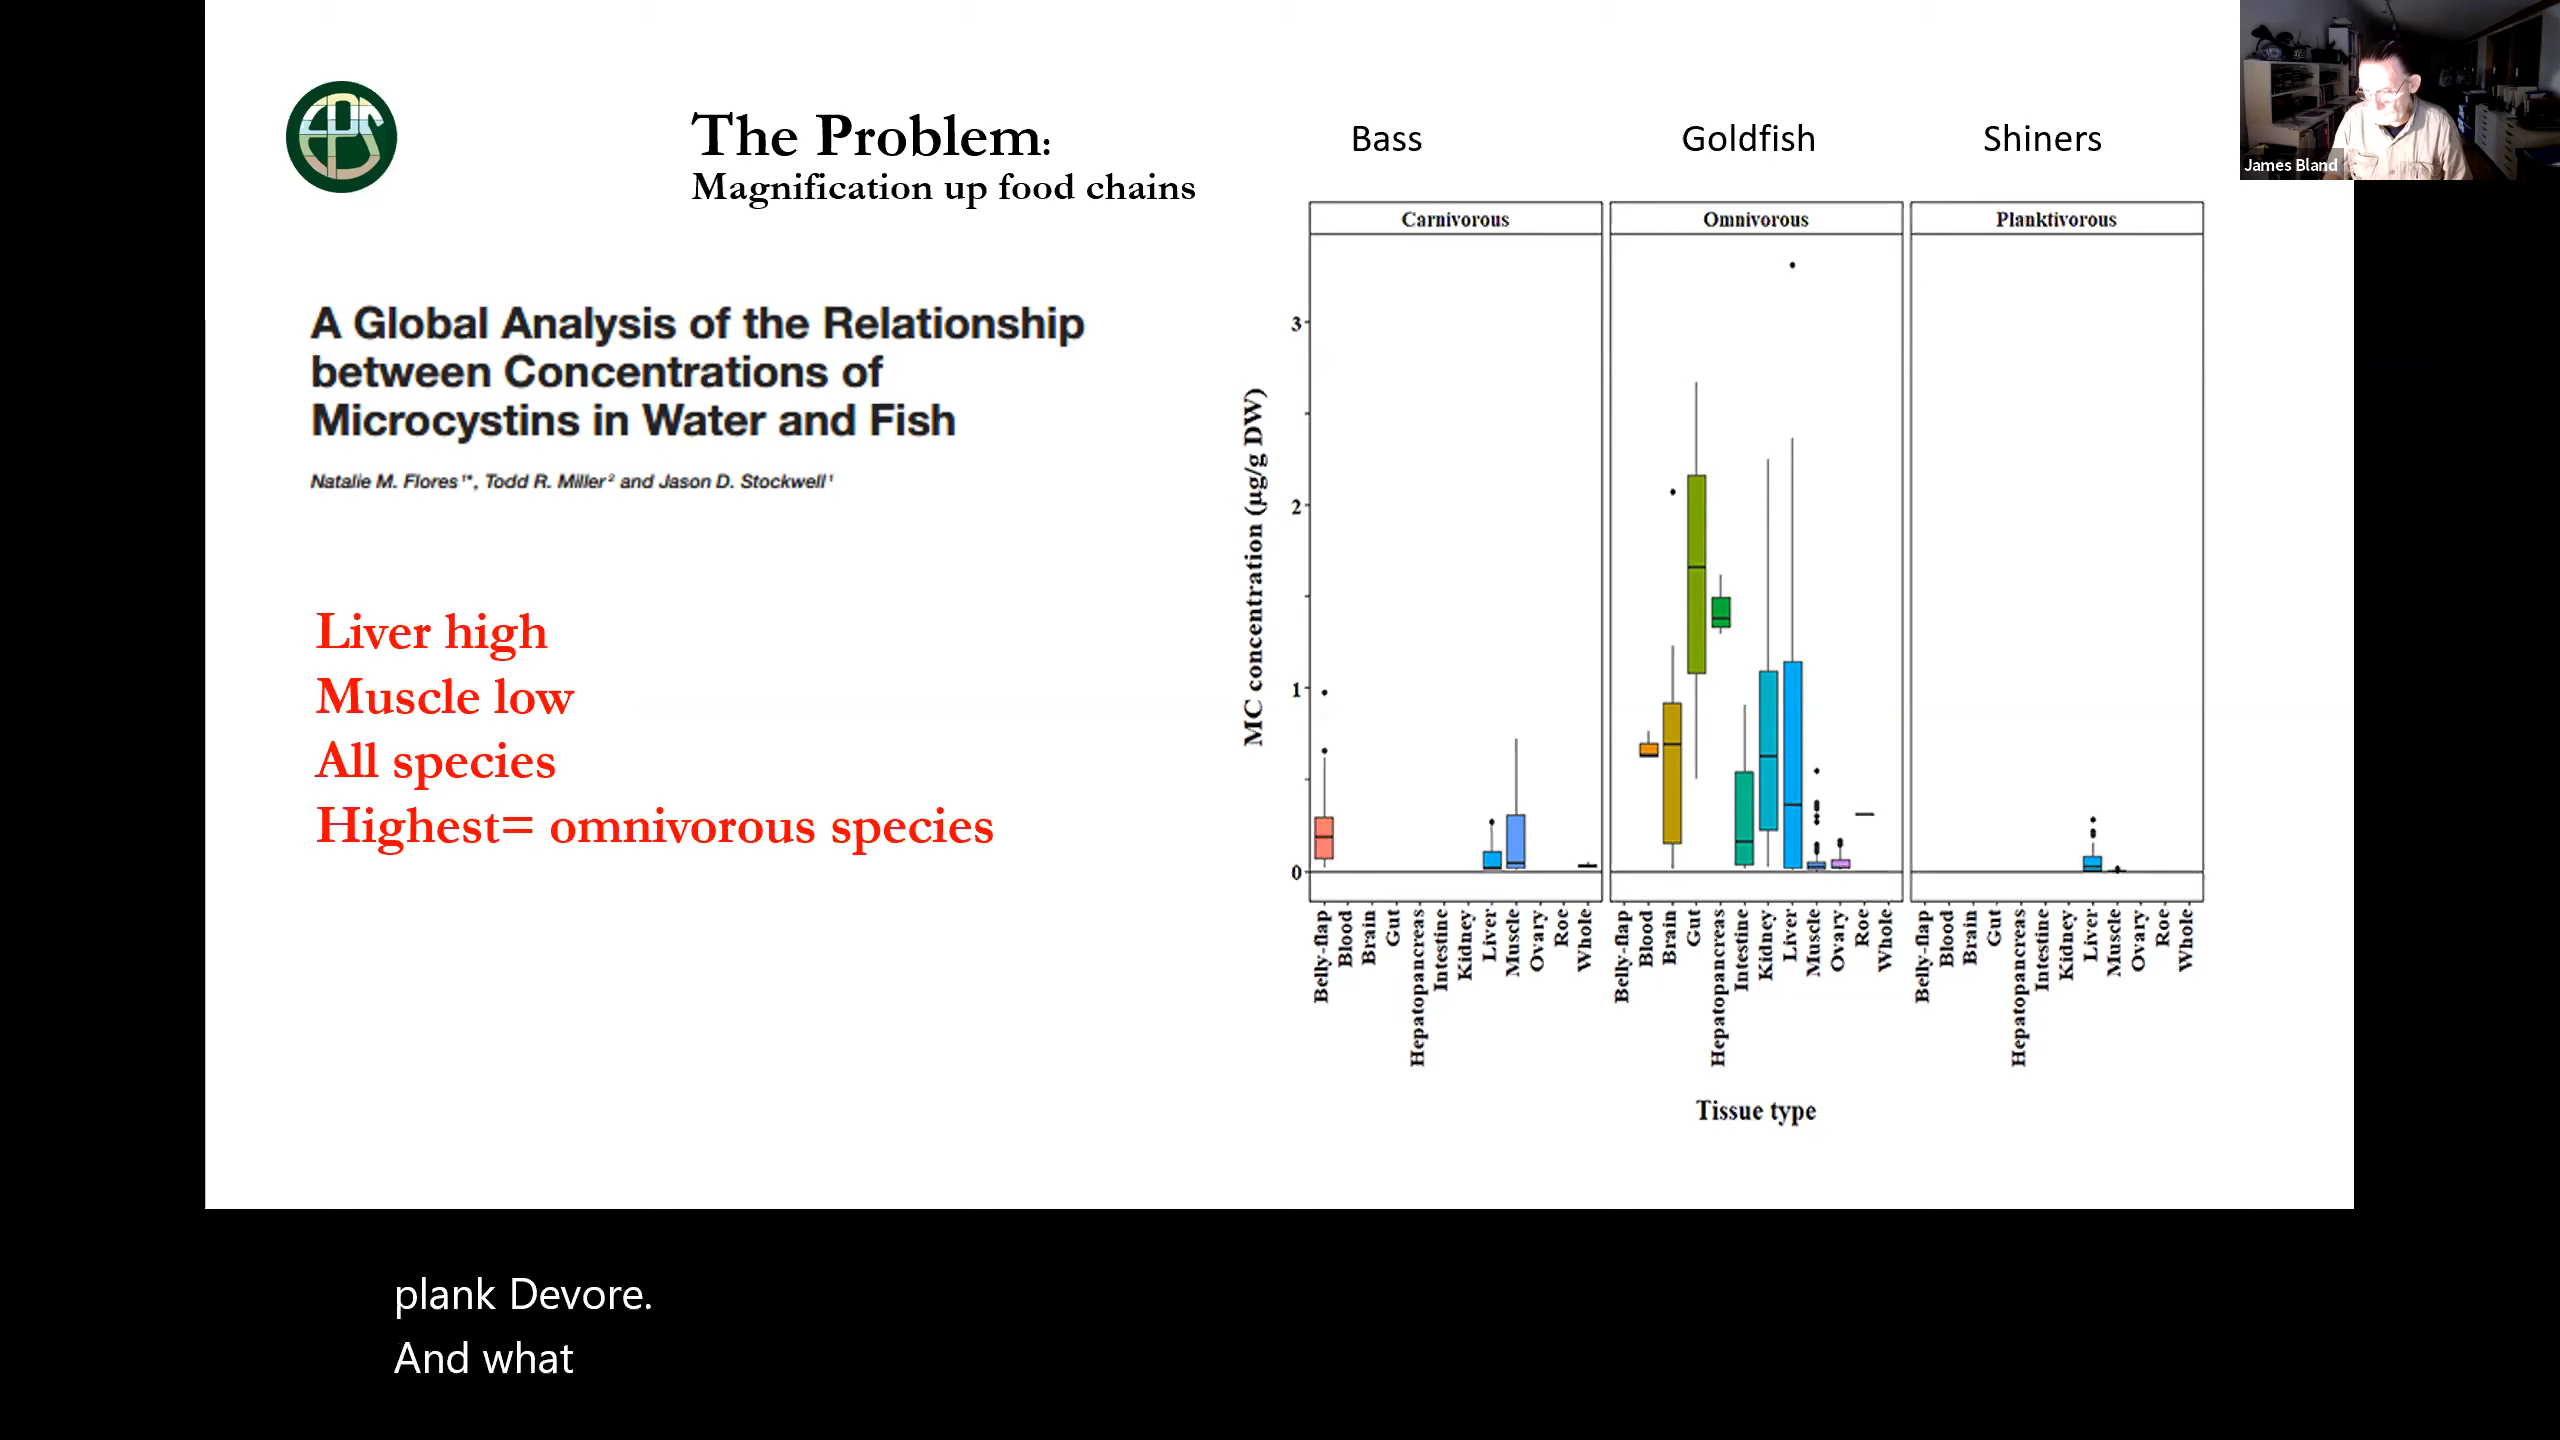 EPS
The Problem:
Magnification up food chains
Bass
Goldfish
Shiners
James Bland
A Global Analysis of the Relationship
between Concentrations of
Microcystins in Water and Fish
Natalie M. Flores¹*, Todd R. Miller² and Jason D. Stockwell¹
Liver high
Muscle low
All species
Highest= omnivorous species
Carnivorous
Omnivorous
Planktivorous
MC concentration (µg/g DW)
3
2
1
0
Belly-flap
Blood
Brain
Gut
Hepatopancreas
Intestine
Kidney
Liver
Muscle
Ovary
Roe
Whole
Belly-flap
Blood
Brain
Gut
Hepatopancreas
Intestine
Kidney
Liver
Muscle
Ovary
Roe
Whole
Belly-flap
Blood
Brain
Gut
Hepatopancreas
Intestine
Kidney
Liver
Muscle
Ovary
Roe
Whole
Tissue type
plank Devore.
And what